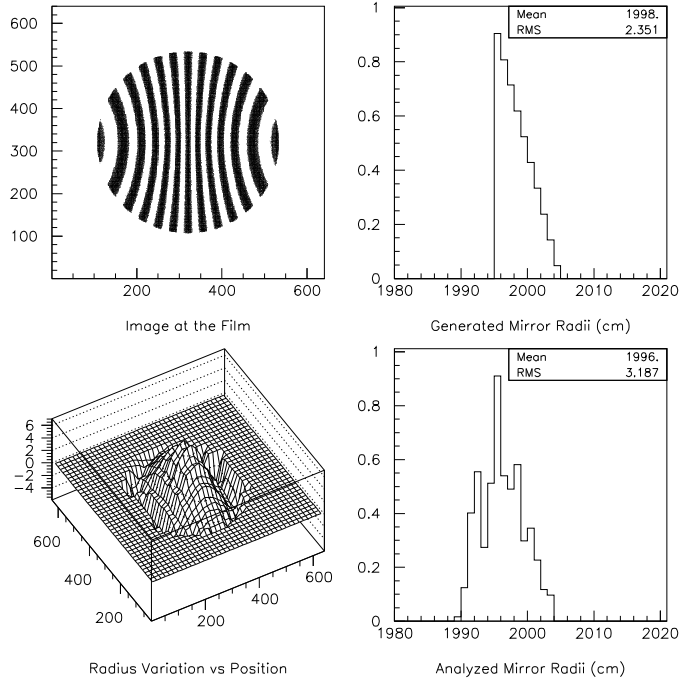 600
500
400
300
200
100
200 400 600
Image at the Film
1
0.8
0.6
0.4
0.2
0
Mean 1998.
RMS 2.351
1980 1990 2000 2010 2020
Generated Mirror Radii (cm)
6
4
2
0
−2
−4
600
400
200
200
400
600
Radius Variation vs Position
1
0.8
0.6
0.4
0.2
0
Mean 1996.
RMS 3.187
1980 1990 2000 2010 2020
Analyzed Mirror Radii (cm)